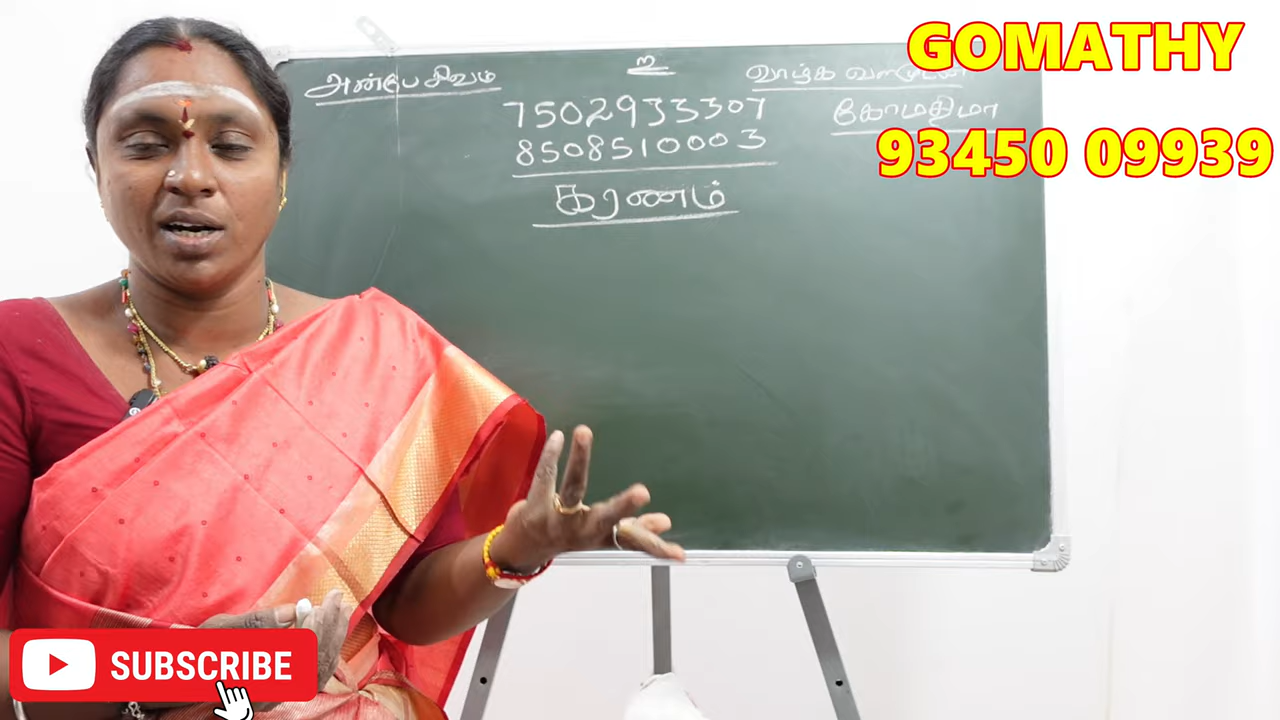 GOMATHY
உ
அன்பே சிவம்
வாழ்க வளமுடன்
7502933307
கோமதிமா
8508510003
93450 09939
கரணம்
SUBSCRIBE